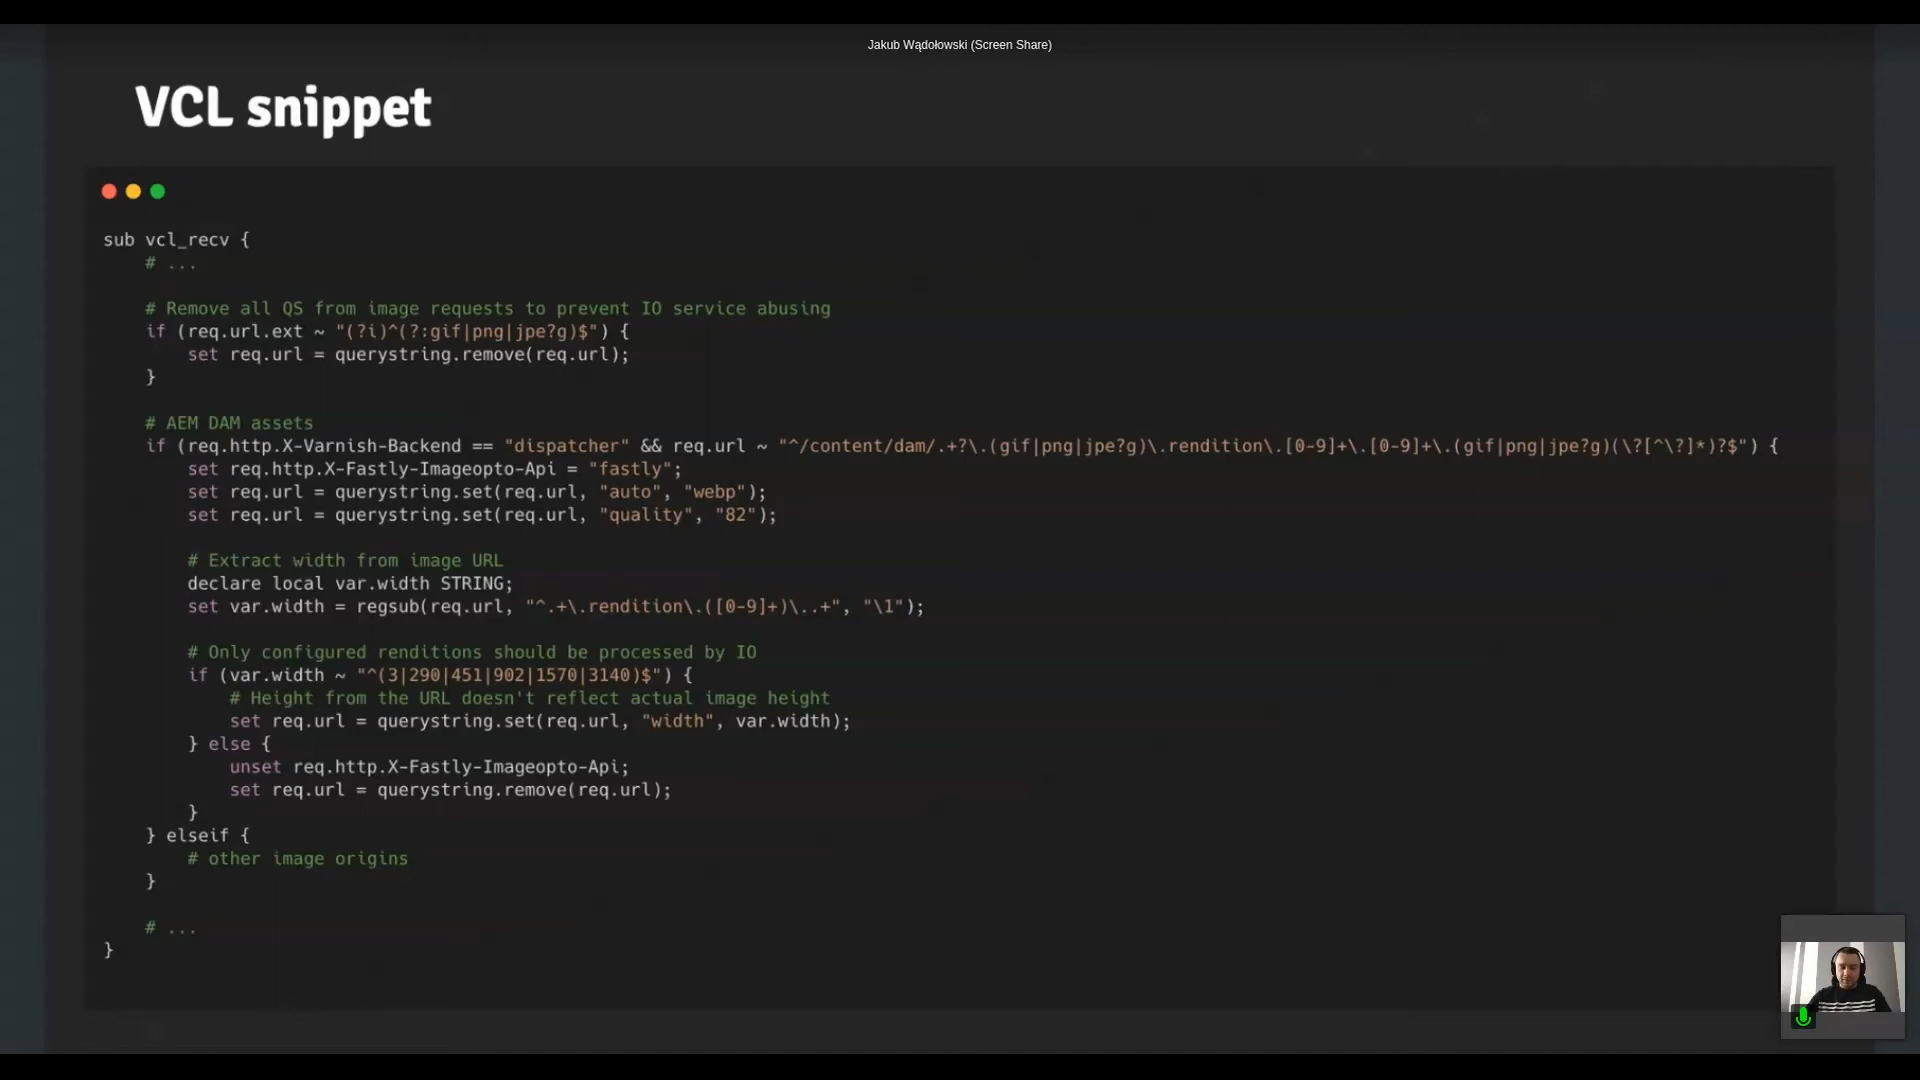 Jakub Wądołowski (Screen Share)
VCL snippet
sub vcl_recv {
    # ...

    # Remove all QS from image requests to prevent IO service abusing
    if (req.url.ext ~ "(?i)^(?:gif|png|jpe?g)$") {
        set req.url = querystring.remove(req.url);
    }

    # AEM DAM assets
    if (req.http.X-Varnish-Backend == "dispatcher" && req.url ~ "^/content/dam/.+?\.(gif|png|jpe?g)\.rendition\.[0-9]+\.[0-9]+\.(gif|png|jpe?g)(\?[^\?]*)?$") {
        set req.http.X-Fastly-Imageopto-Api = "fastly";
        set req.url = querystring.set(req.url, "auto", "webp");
        set req.url = querystring.set(req.url, "quality", "82");

        # Extract width from image URL
        declare local var.width STRING;
        set var.width = regsub(req.url, "^.+\.rendition\.([0-9]+)\..+", "\1");

        # Only configured renditions should be processed by IO
        if (var.width ~ "^(3|290|451|902|1570|3140)$") {
            # Height from the URL doesn't reflect actual image height
            set req.url = querystring.set(req.url, "width", var.width);
        } else {
            unset req.http.X-Fastly-Imageopto-Api;
            set req.url = querystring.remove(req.url);
        }
    } elseif {
        # other image origins
    }

    # ...
}